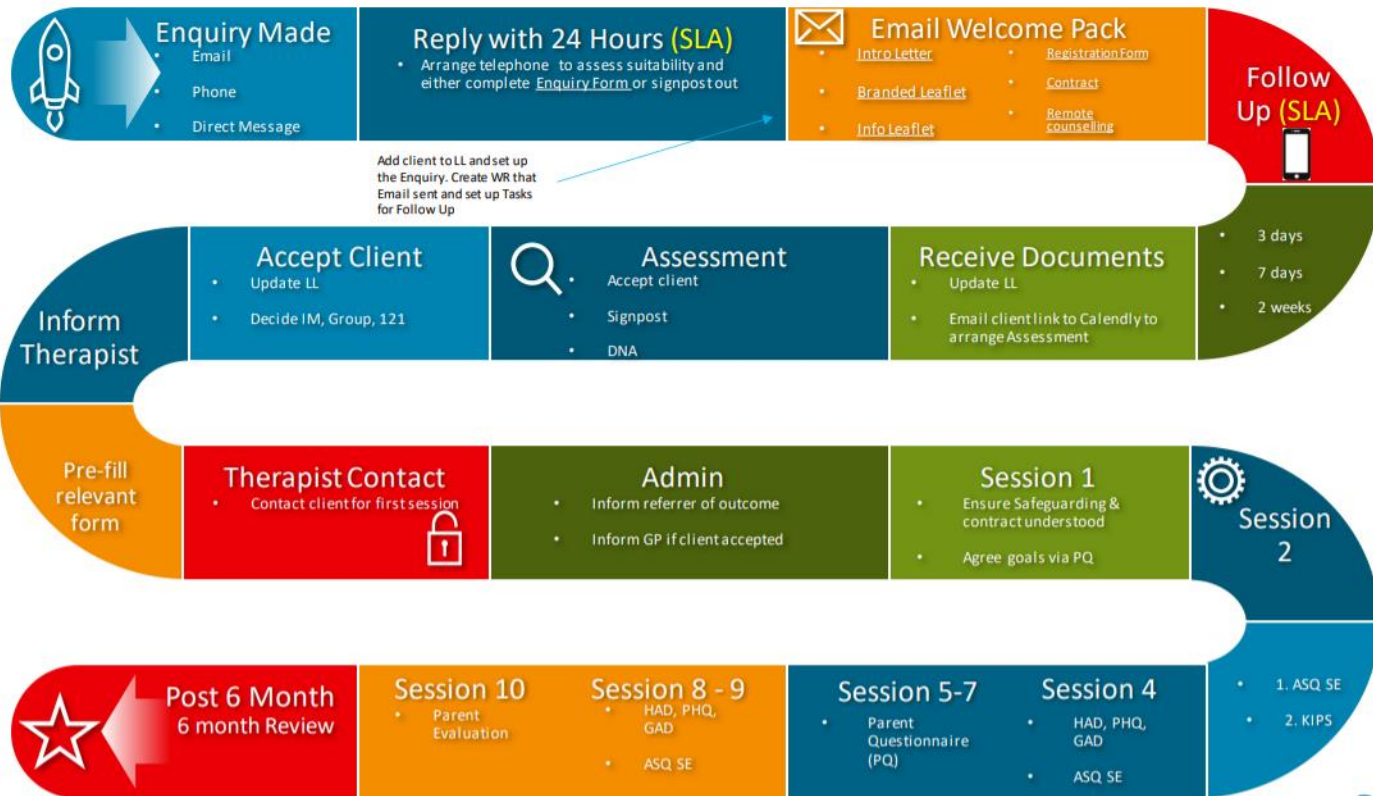 Enquiry Made
• Email
• Phone
• Direct Message
Reply with 24 Hours (SLA)
• Arrange telephone to assess suitability and
either complete Enquiry Form or signpost out
Email Welcome Pack
• Intro Letter
• Branded Leaflet
• Info Leaflet
• Registration Form
• Contract
• Remote
counselling
Follow
Up (SLA)
Add client to LL and set up
the Enquiry. Create WR that
Email sent and set up Tasks
for Follow Up
• 3 days
• 7 days
• 2 weeks
Receive Documents
• Update LL
• Email client link to Calendly to
arrange Assessment
Assessment
• Accept client
• Signpost
• DNA
Accept Client
• Update LL
• Decide IM, Group, 121
Inform
Therapist
Pre-fill
relevant
form
Therapist Contact
• Contact client for first session
Admin
• Inform referrer of outcome
• Inform GP if client accepted
Session 1
• Ensure Safeguarding &
contract understood
• Agree goals via PQ
Session
2
• 1. ASQ SE
• 2. KIPS
Session 4
• HAD, PHQ,
GAD
• ASQ SE
Session 5-7
• Parent
Questionnaire
(PQ)
Session 8 - 9
• HAD, PHQ,
GAD
• ASQ SE
Session 10
• Parent
Evaluation
Post 6 Month
6 month Review